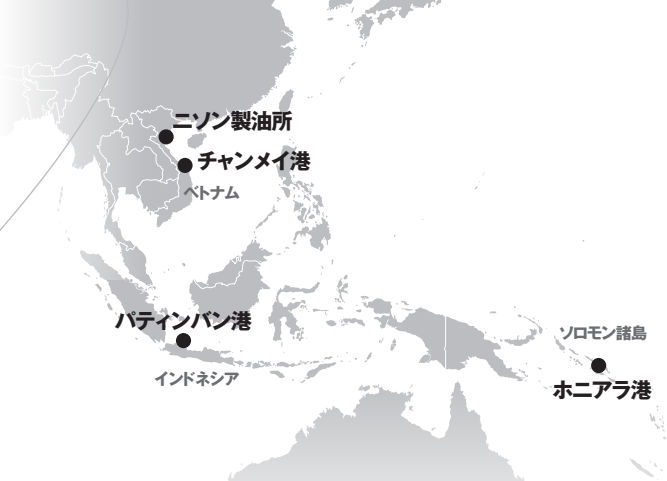 ニソン製油所
チャンメイ港
ベトナム
パティンバン港
インドネシア
ソロモン諸島
ホニアラ港